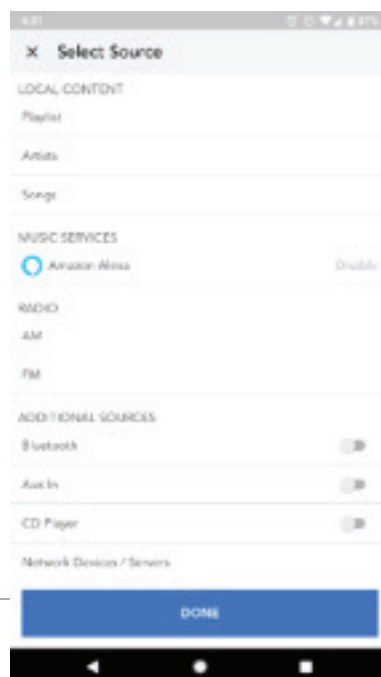 Select Source
LOCAL CONTENT
Playlist
Artists
Songs
MUSIC SERVICES
Amazon Alexa
Disable
RADIO
AM
FM
ADDITIONAL SOURCES
Bluetooth
Aux In
CD Player
Network Devices / Servers
DONE